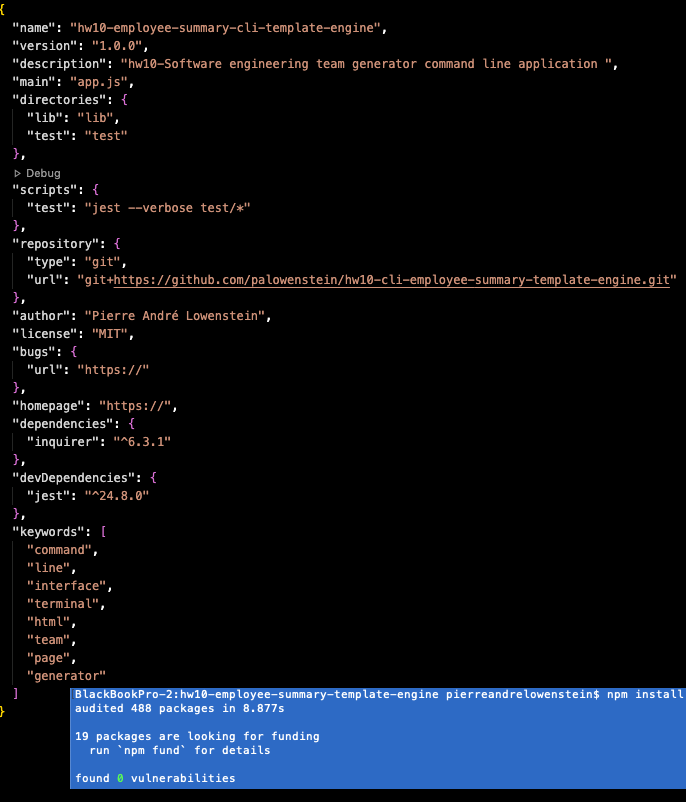 {
"name": "hw10-employee-summary-cli-template-engine",
"version": "1.0.0",
"description": "hw10-Software engineering team generator command line application ",
"main": "app.js",
"directories": {
"lib": "lib",
"test": "test"
},
▷ Debug
"scripts": {
"test": "jest --verbose test/*"
},
"repository": {
"type": "git",
"url": "git+https://github.com/palowenstein/hw10-cli-employee-summary-template-engine.git"
},
"author": "Pierre André Lowenstein",
"license": "MIT",
"bugs": {
"url": "https://"
},
"homepage": "https://",
"dependencies": {
"inquirer": "^6.3.1"
},
"devDependencies": {
"jest": "^24.8.0"
},
"keywords": [
"command",
"line",
"interface",
"terminal",
"html",
"team",
"page",
"generator"
]
}
BlackBookPro-2:hw10-employee-summary-template-engine pierreandrelowenstein$ npm install
audited 488 packages in 8.877s
19 packages are looking for funding
run `npm fund` for details
found 0 vulnerabilities